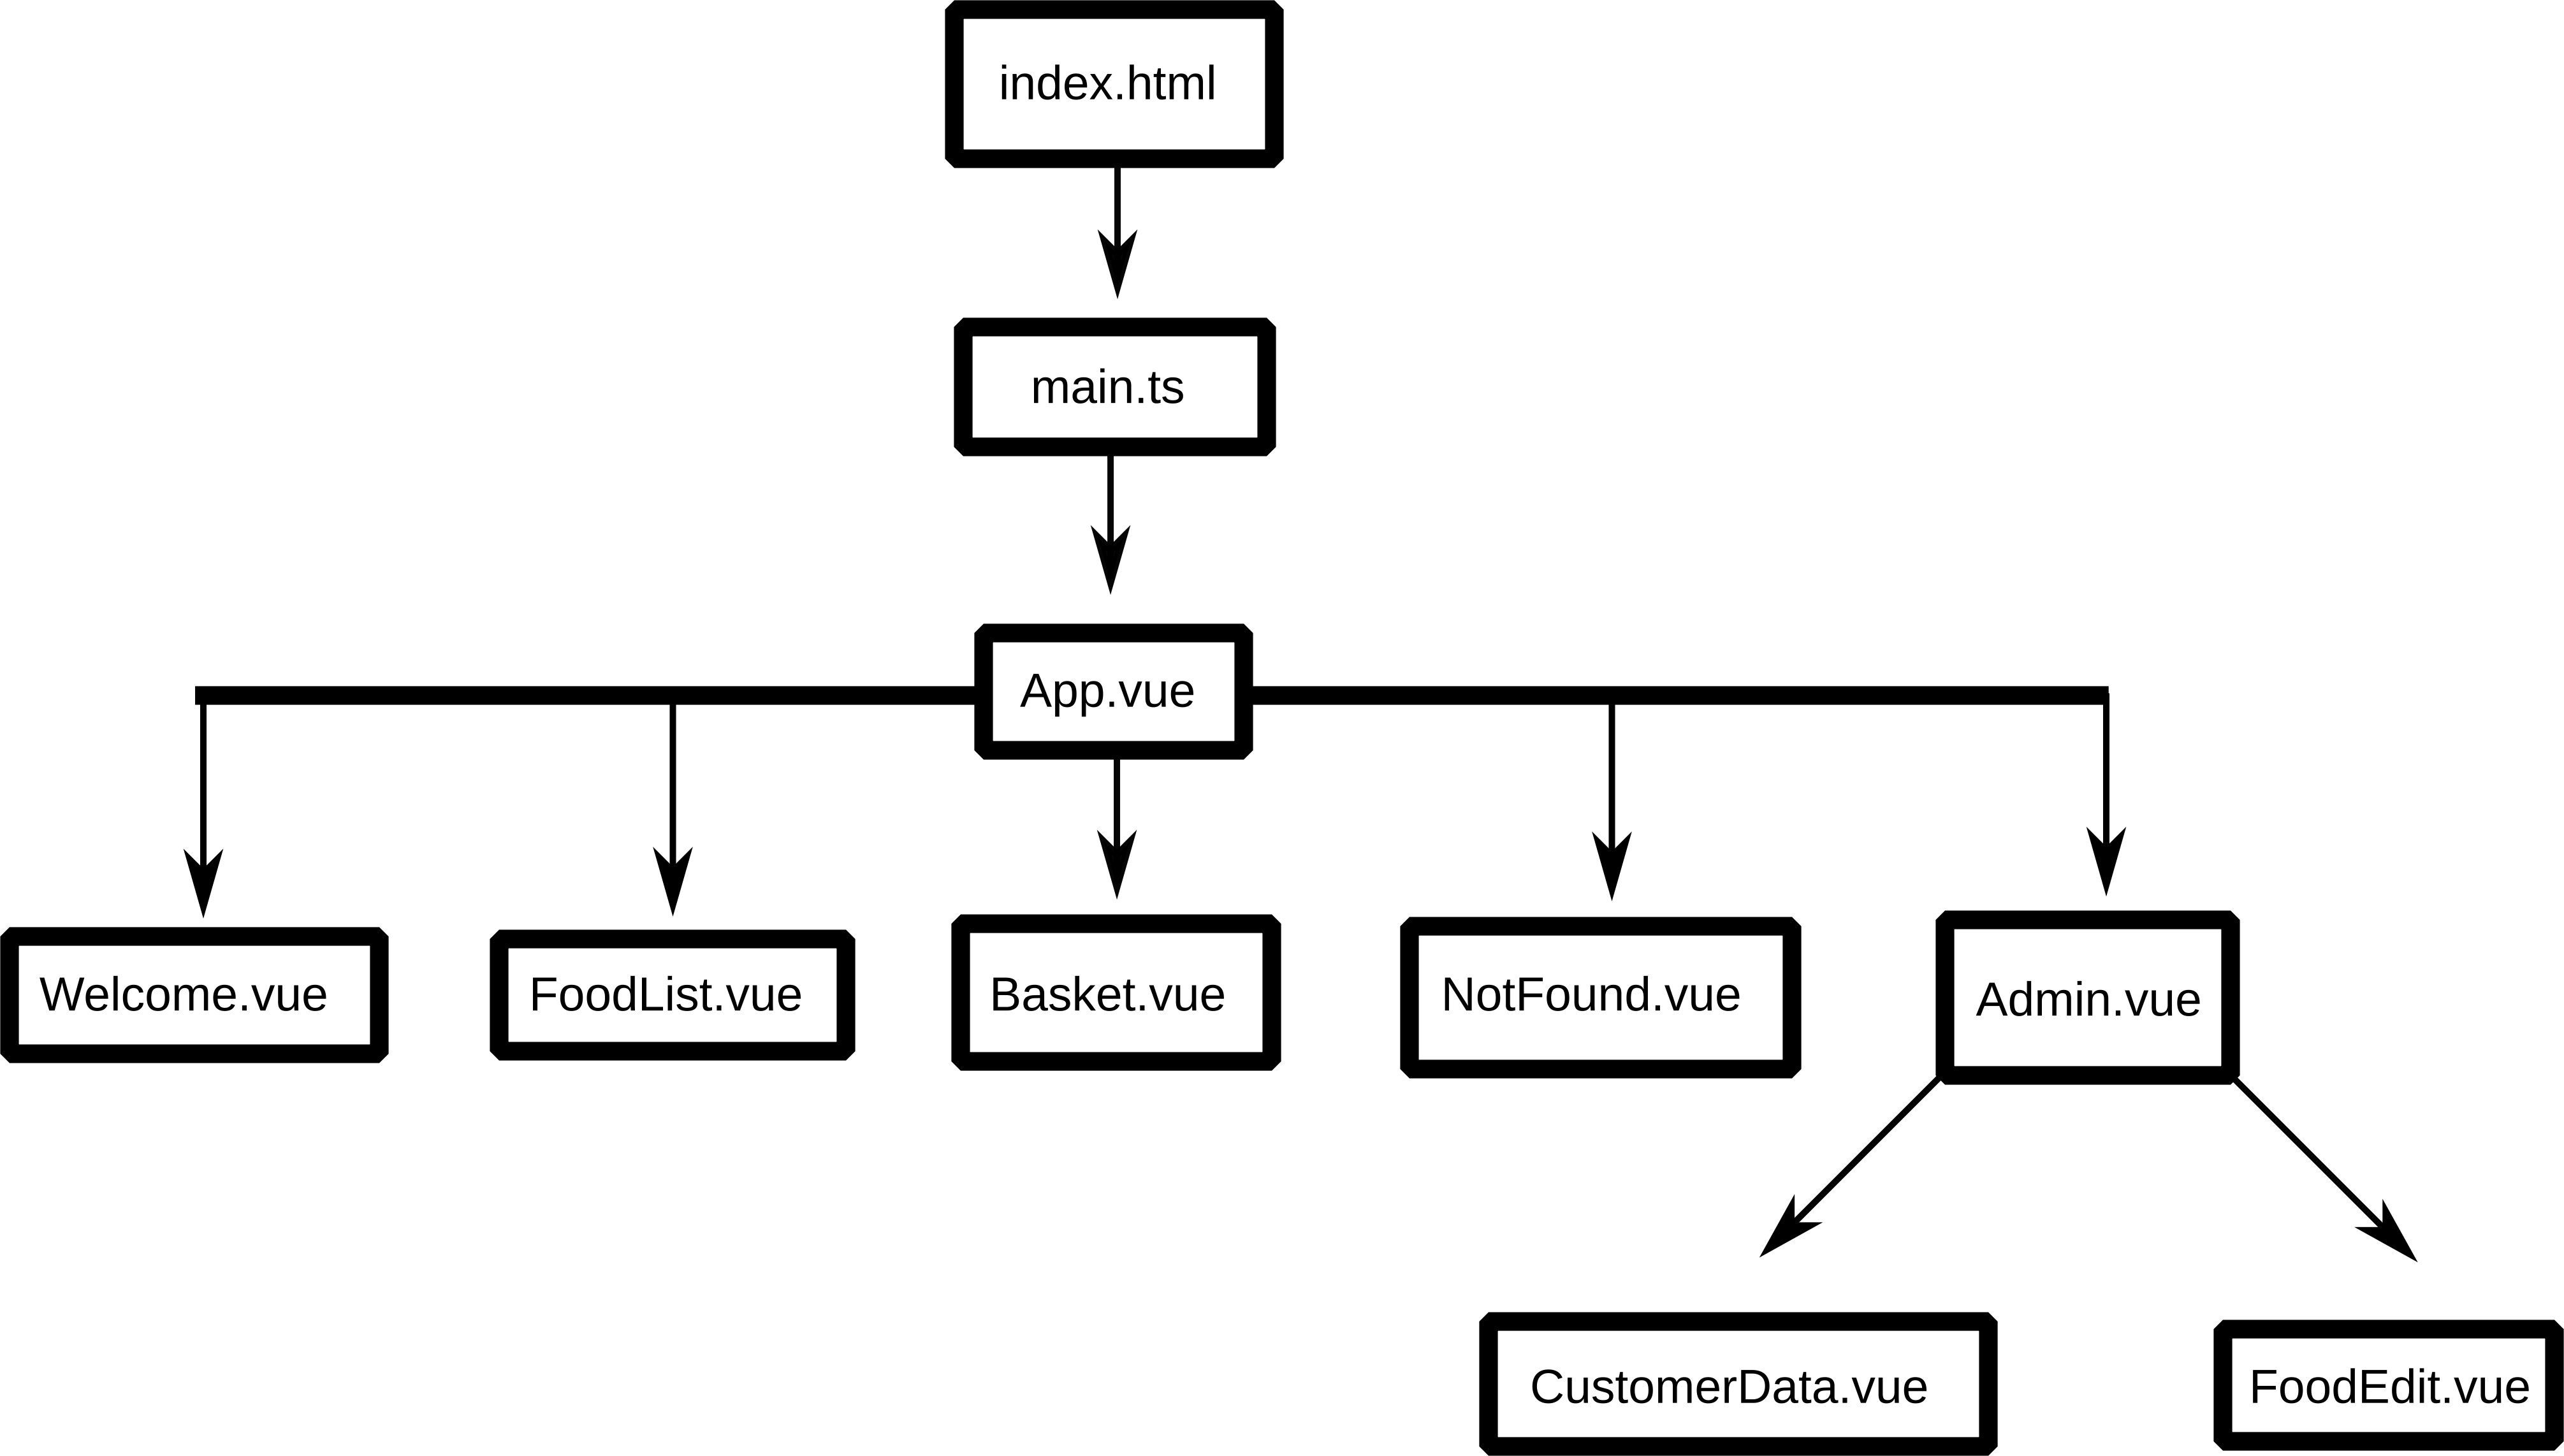 index.html
main.ts
App.vue
Welcome.vue
FoodList.vue
Basket.vue
NotFound.vue
Admin.vue
CustomerData.vue
FoodEdit.vue